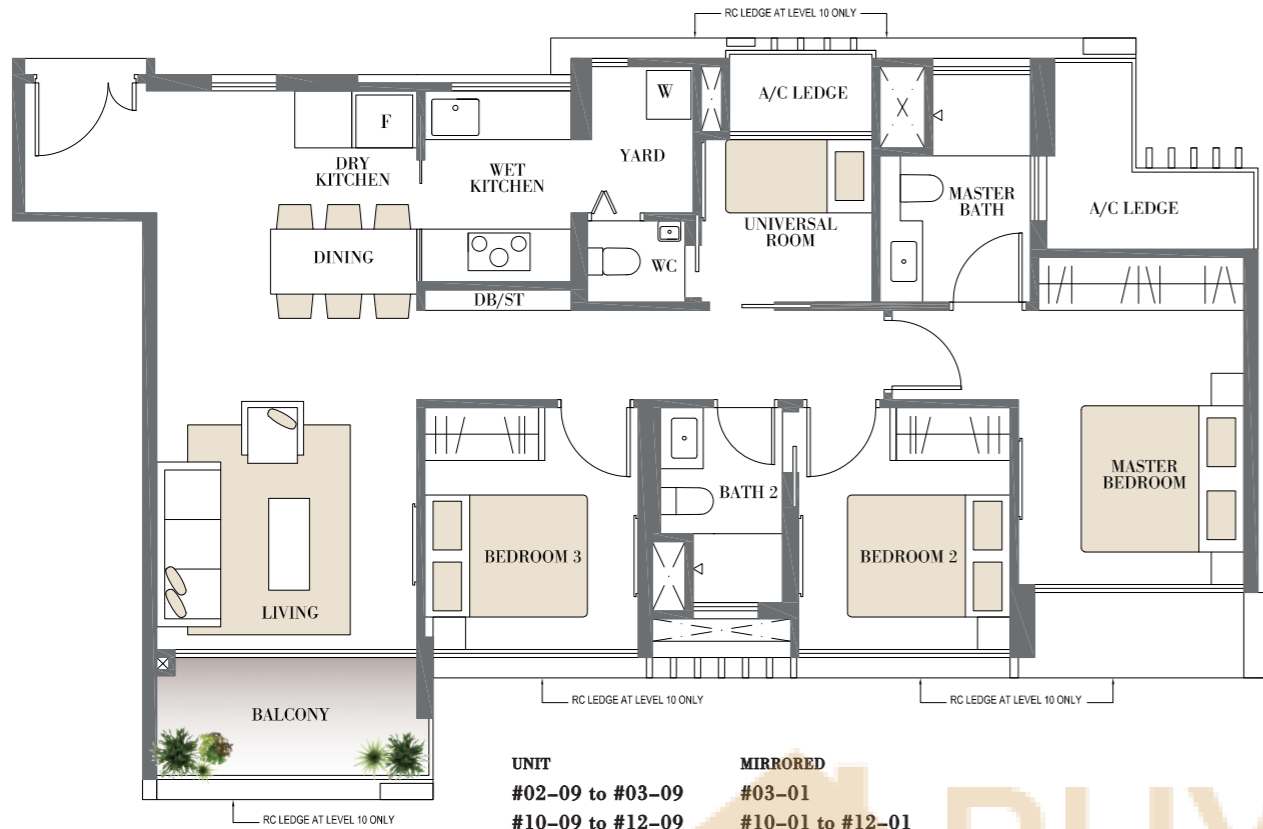 RC LEDGE AT LEVEL 10 ONLY
W
A/C LEDGE
F
DRY
KITCHEN
WET
KITCHEN
YARD
MASTER
BATH
A/C LEDGE
UNIVERSAL
ROOM
DINING
WC
DB/ST
MASTER
BEDROOM
BATH 2
BEDROOM 3
BEDROOM 2
LIVING
BALCONY
RC LEDGE AT LEVEL 10 ONLY
RC LEDGE AT LEVEL 10 ONLY
RC LEDGE AT LEVEL 10 ONLY
UNIT
#02-09 to #03-09
#10-09 to #12-09
MIRRORED
#03-01
#10-01 to #12-01